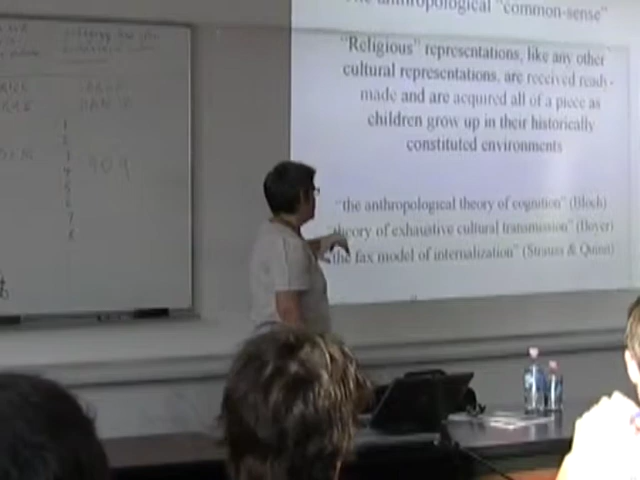 The anthropological "common-sense"
"Religious" representations, like any other
cultural representations, are received ready-
made and are acquired all of a piece as
children grow up in their historically
constituted environments
"the anthropological theory of cognition" (Bloch)
theory of exhaustive cultural transmission" (Boyer)
"the fax model of internalization" (Strauss & Quinn)